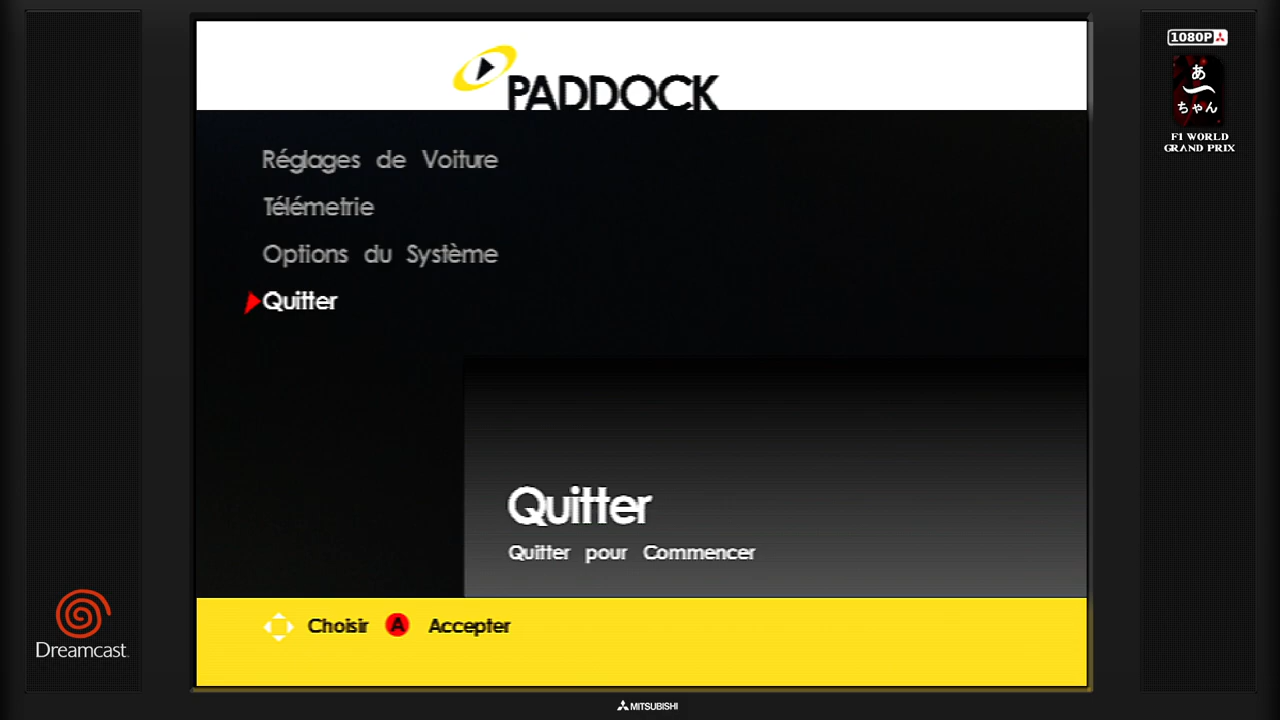 PADDOCK
Réglages de Voiture
Télémetrie
Options du Système
Quitter
Quitter
Quitter pour Commencer
Choisir A Accepter
1080P
あ
ー
ちゃん
F1 WORLD
GRAND PRIX
Dreamcast.
MITSUBISHI